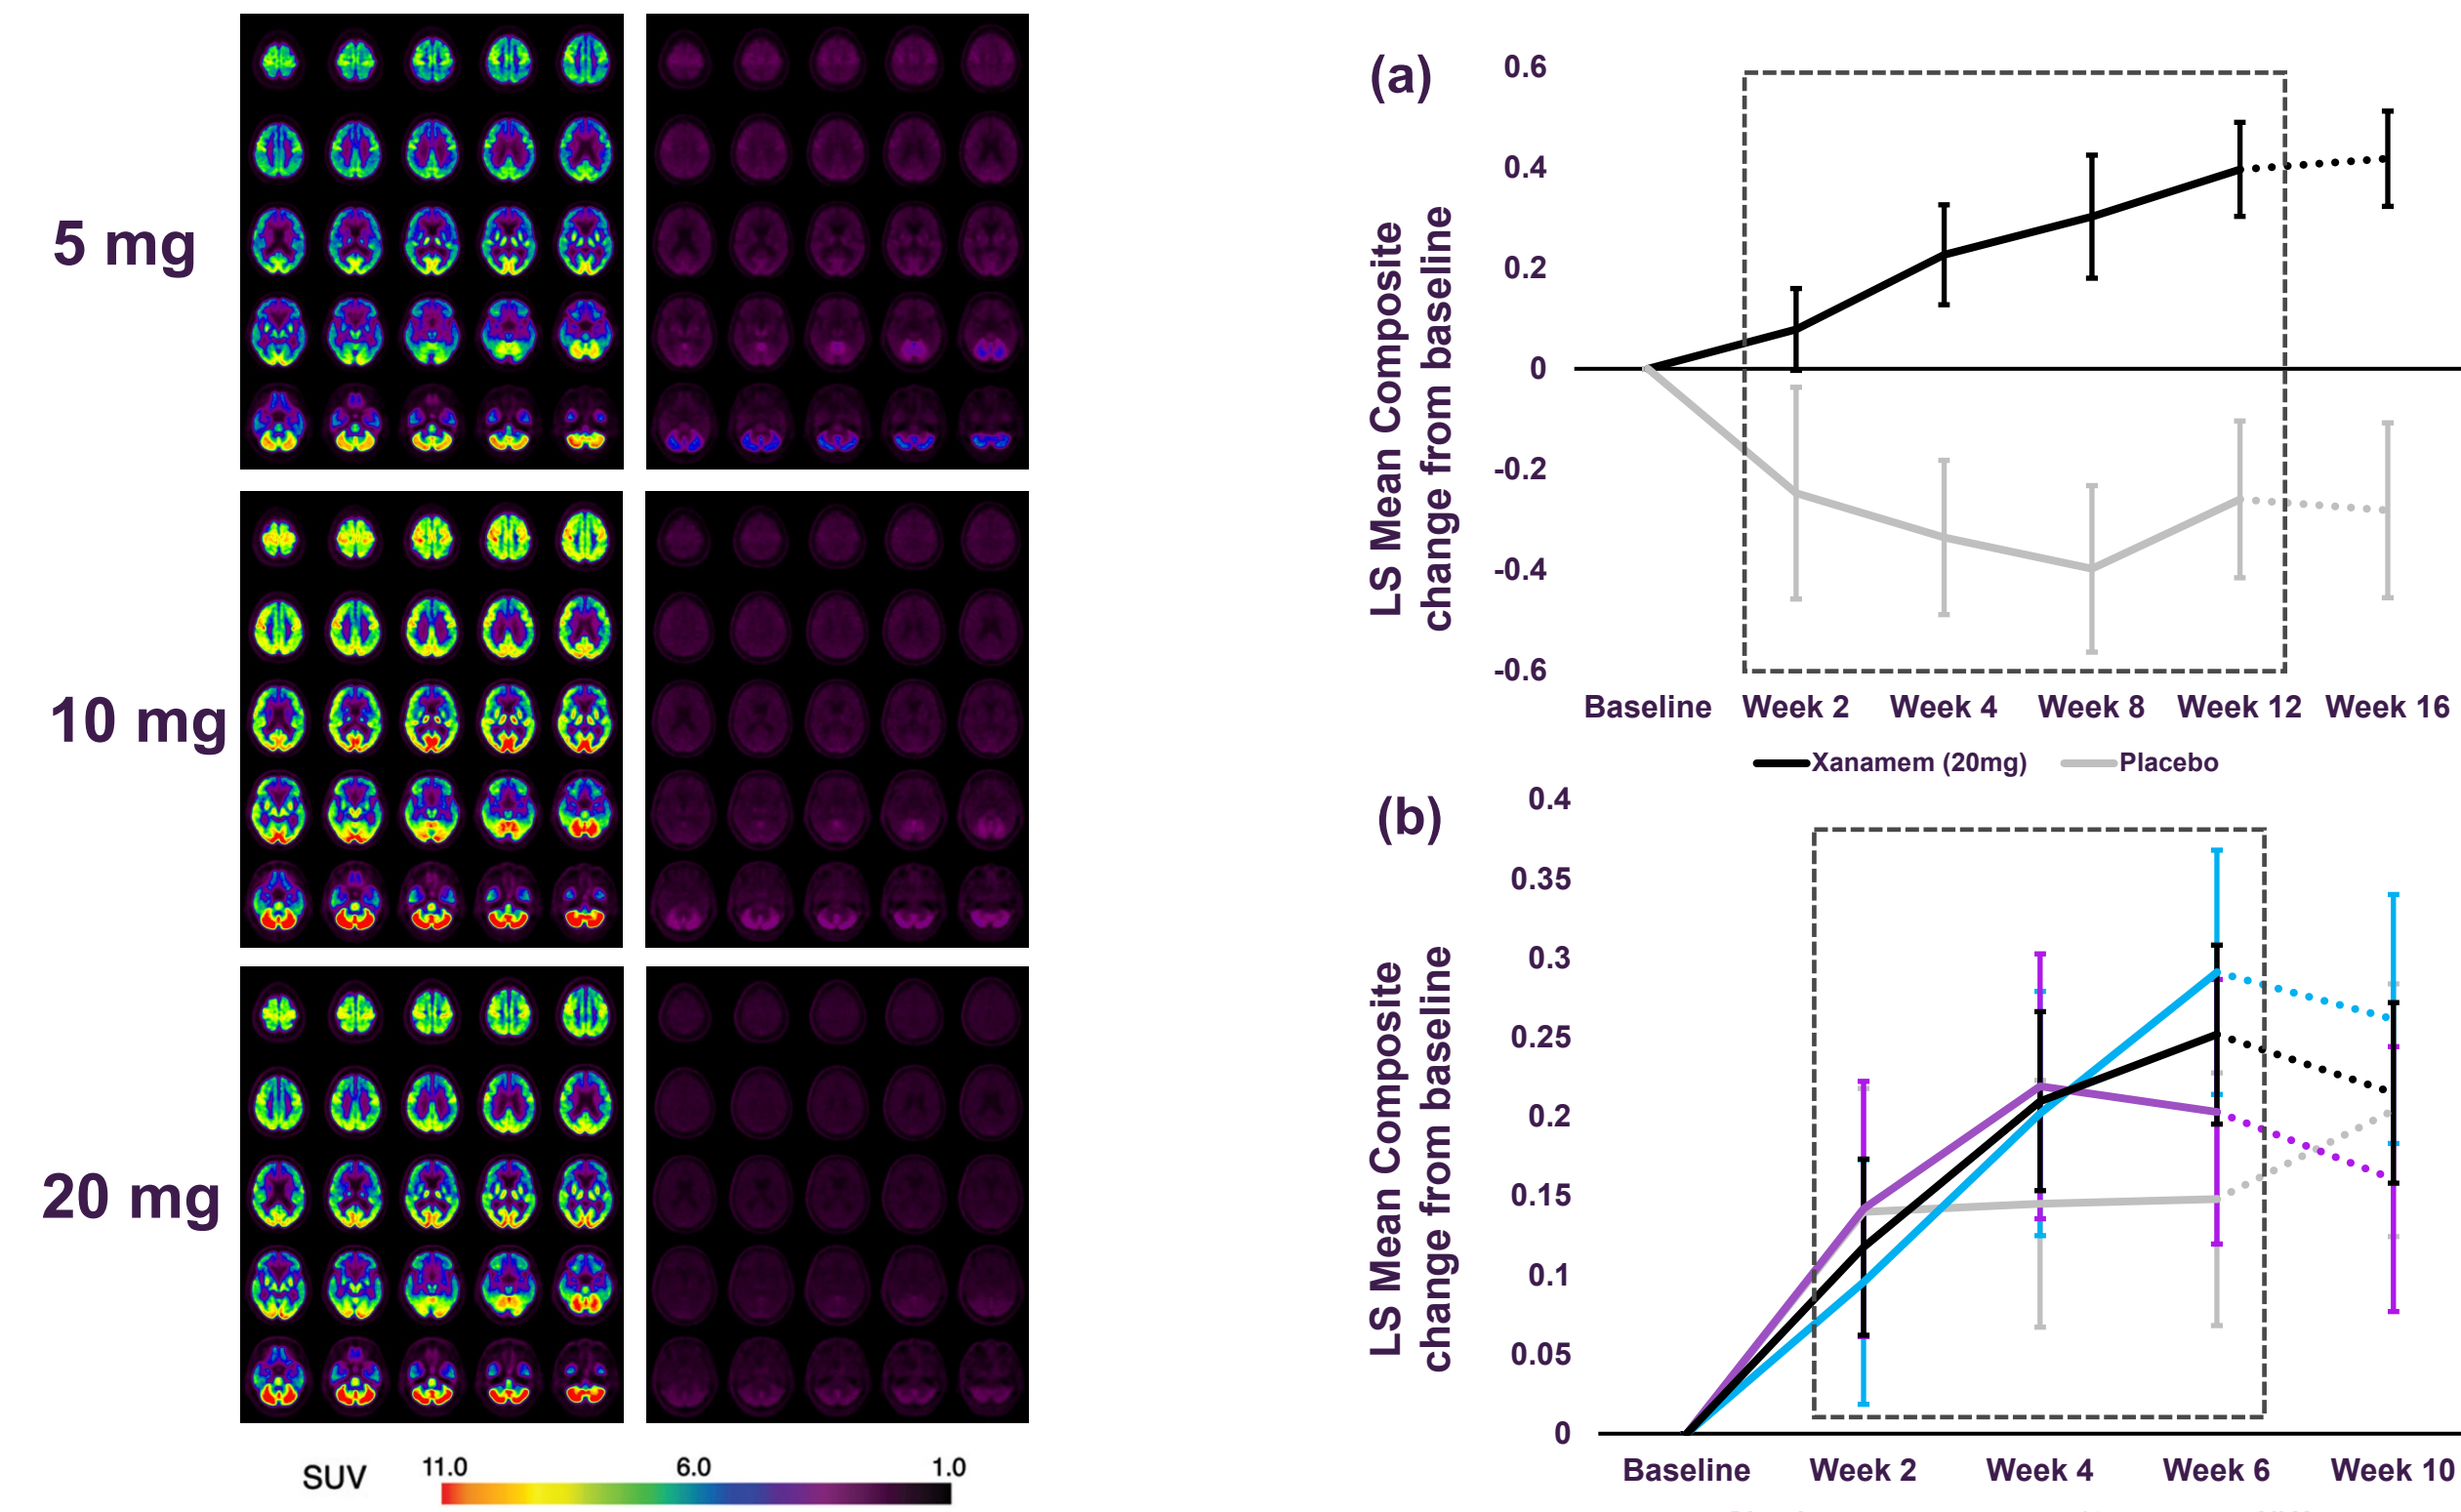 5 mg
10 mg
20 mg
SUV
11.0 6.0 1.0
(a)
LS Mean Composite
change from baseline
0.6
0.4
0.2
0
-0.2
-0.4
-0.6
Baseline Week 2 Week 4 Week 8 Week 12 Week 16
Xanamem (20mg) Placebo
(b)
LS Mean Composite
change from baseline
0.4
0.35
0.3
0.25
0.2
0.15
0.1
0.05
0
Baseline Week 2 Week 4 Week 6 Week 10